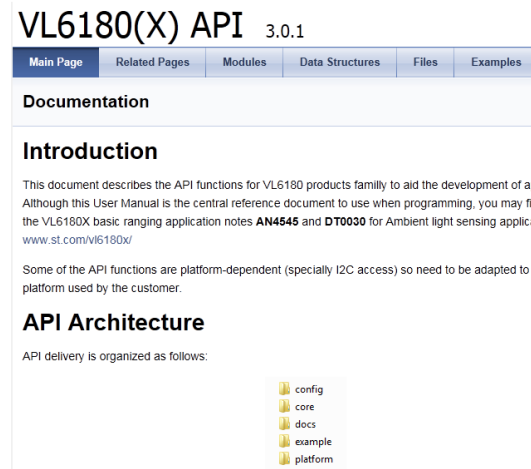 VL6180(X) API 3.0.1
Main Page Related Pages Modules Data Structures Files Examples
Documentation
Introduction
This document describes the API functions for VL6180 products familly to aid the development of a
Although this User Manual is the central reference document to use when programming, you may fi
the VL6180X basic ranging application notes AN4545 and DT0030 for Ambient light sensing applica
www.st.com/vl6180x/
Some of the API functions are platform-dependent (specially I2C access) so need to be adapted to
platform used by the customer.
API Architecture
API delivery is organized as follows:
config
core
docs
example
platform